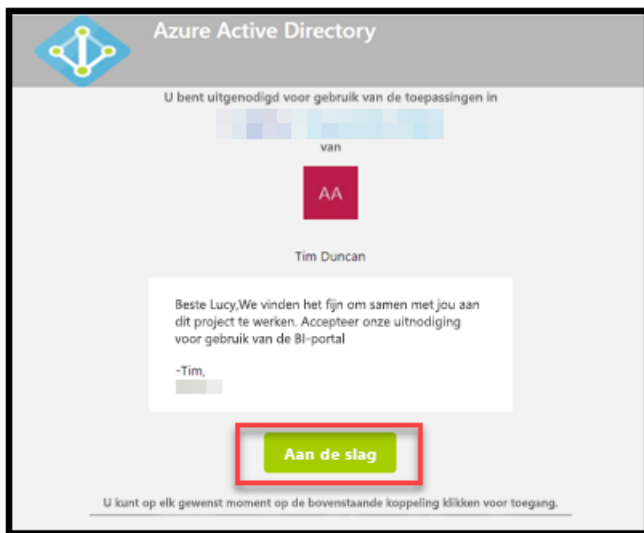 Azure Active Directory
U bent uitgenodigd voor gebruik van de toepassingen in
van
AA
Tim Duncan
Beste Lucy,We vinden het fijn om samen met jou aan
dit project te werken. Accepteer onze uitnodiging
voor gebruik van de BI-portal
-Tim,
Aan de slag
U kunt op elk gewenst moment op de bovenstaande koppeling klikken voor toegang.